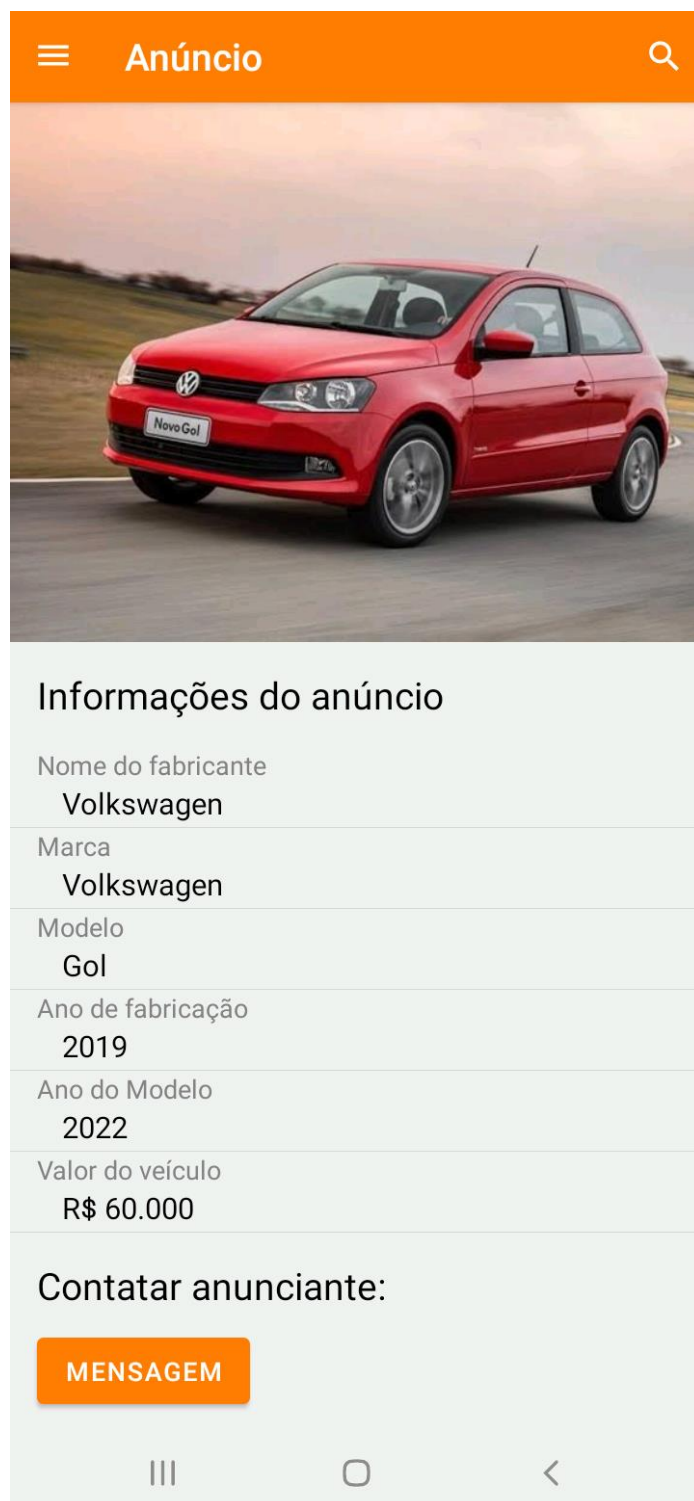 Anúncio
Novo Gol
Informações do anúncio
Nome do fabricante
Volkswagen
Marca
Volkswagen
Modelo
Gol
Ano de fabricação
2019
Ano do Modelo
2022
Valor do veículo
R$ 60.000
Contatar anunciante:
MENSAGEM